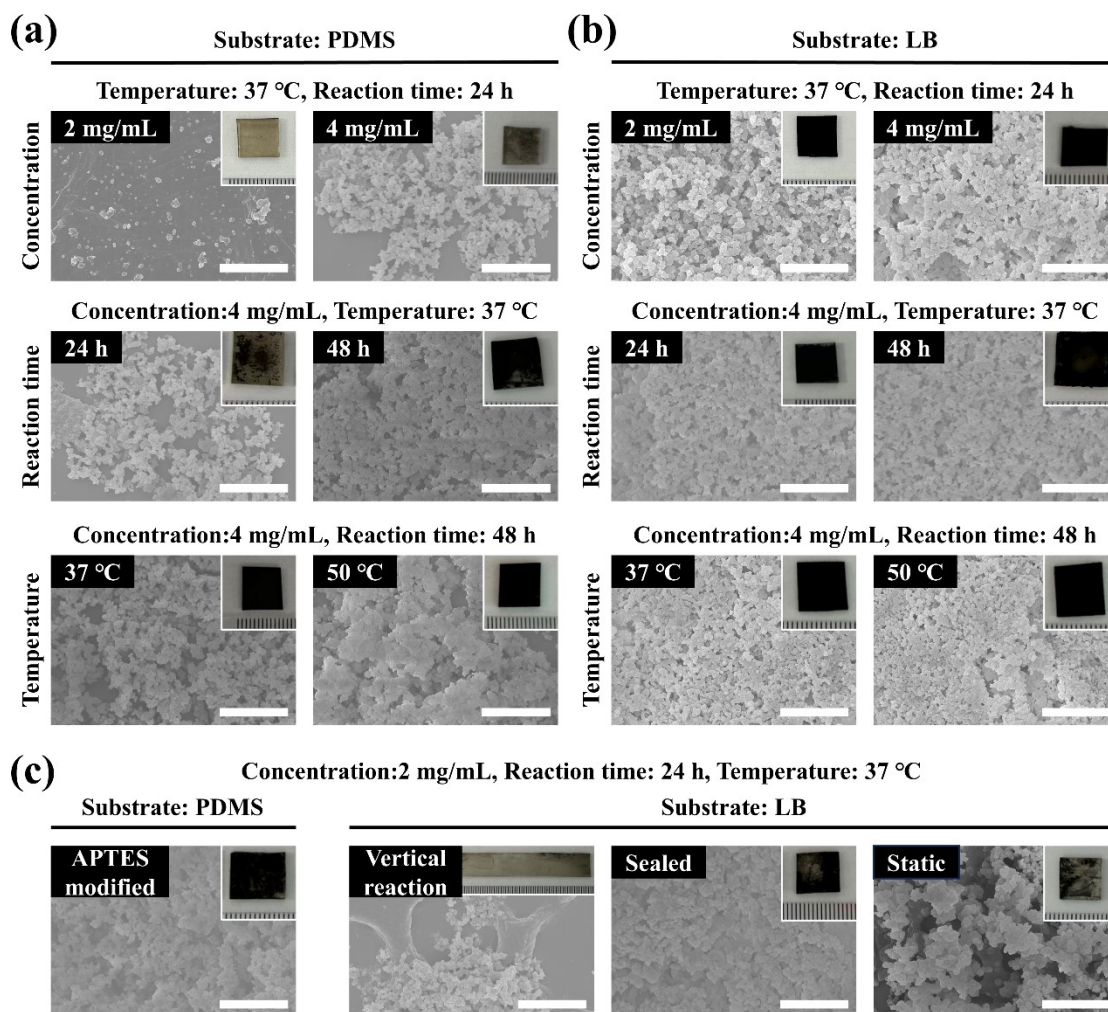 (a)
Substrate: PDMS
Temperature: 37 ℃, Reaction time: 24 h
Concentration
2 mg/mL
4 mg/mL
Concentration:4 mg/mL, Temperature: 37 ℃
Reaction time
24 h
48 h
Concentration:4 mg/mL, Reaction time: 48 h
Temperature
37 ℃
50 ℃
(b)
Substrate: LB
Temperature: 37 ℃, Reaction time: 24 h
Concentration
2 mg/mL
4 mg/mL
Concentration:4 mg/mL, Temperature: 37 ℃
Reaction time
24 h
48 h
Concentration:4 mg/mL, Reaction time: 48 h
Temperature
37 ℃
50 ℃
(c)
Concentration:2 mg/mL, Reaction time: 24 h, Temperature: 37 ℃
Substrate: PDMS
APTES
modified
Substrate: LB
Vertical
reaction
Sealed
Static